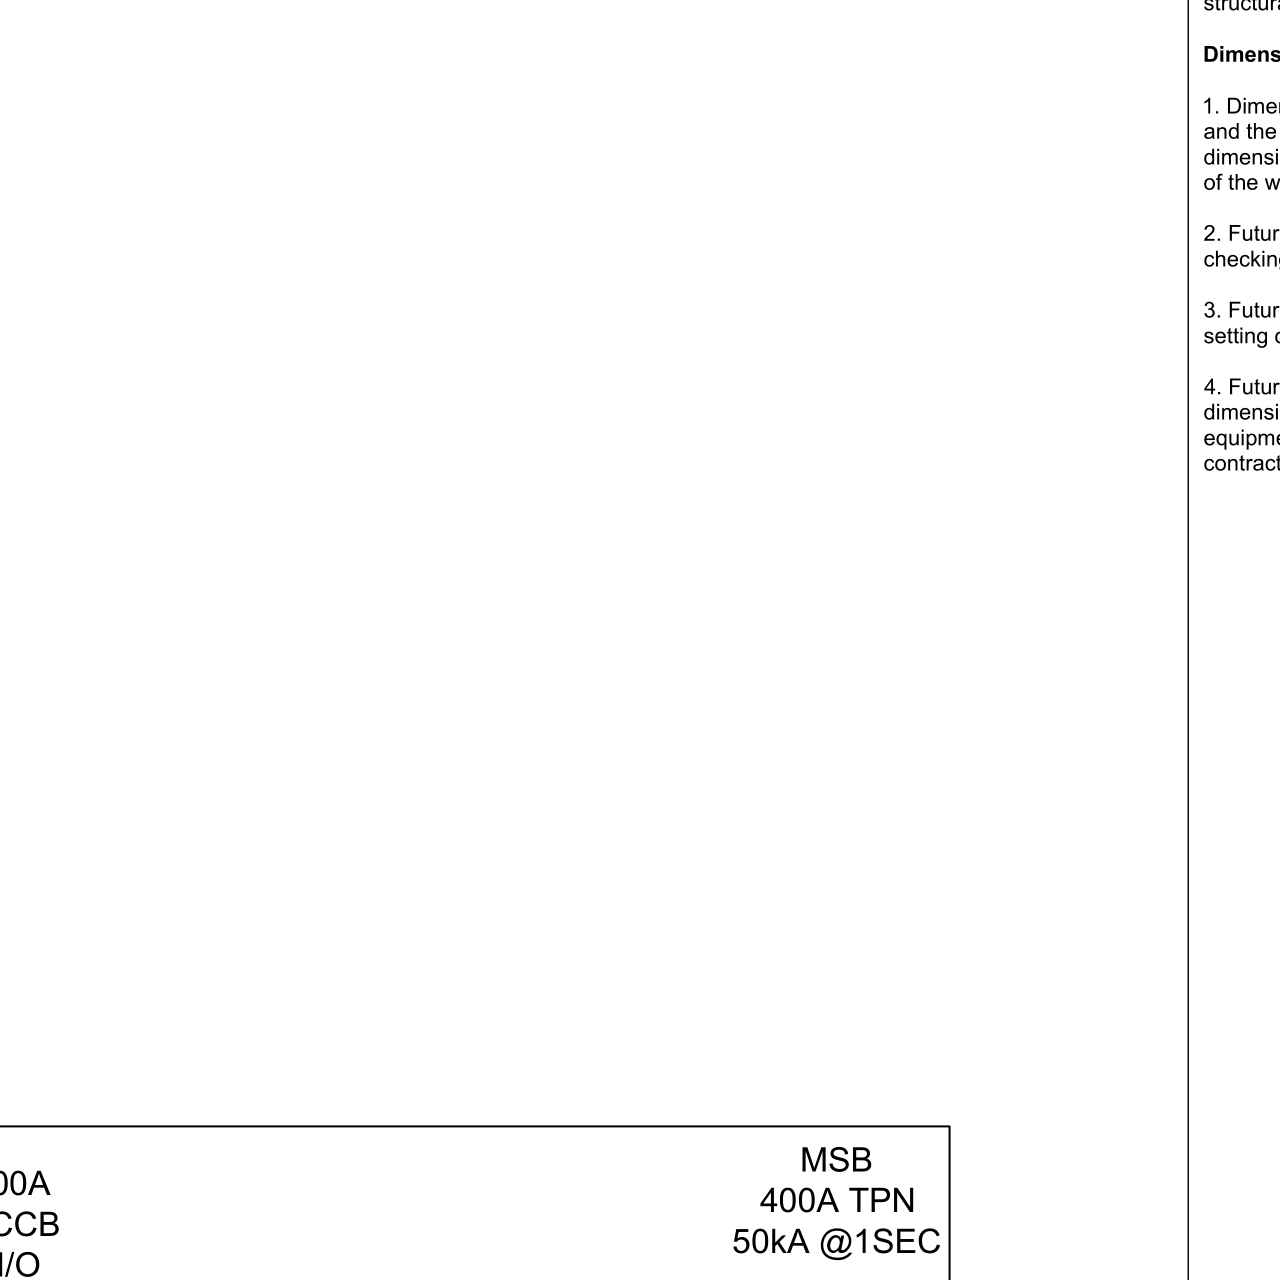 structura
Dimens
1. Dimen
and the
dimensi
of the w
2. Futur
checking
3. Futur
setting o
4. Futur
dimensi
equipme
contract
00A
CCB
I/O
MSB
400A TPN
50kA @1SEC